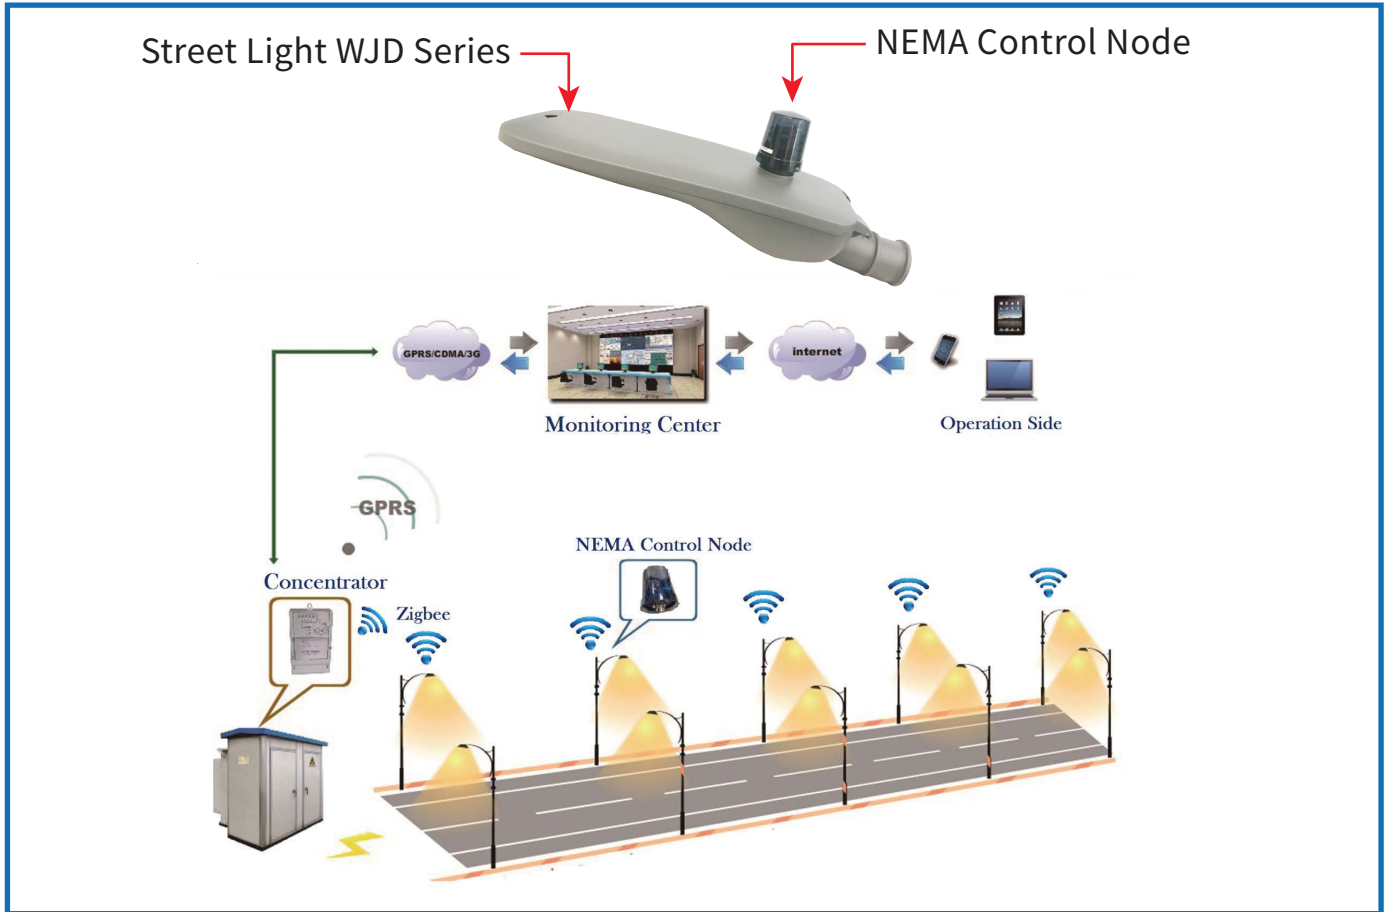 Street Light WJD Series
NEMA Control Node
GPRS/CDMA/3G
internet
Monitoring Center
Operation Side
GPRS
NEMA Control Node
Concentrator
Zigbee